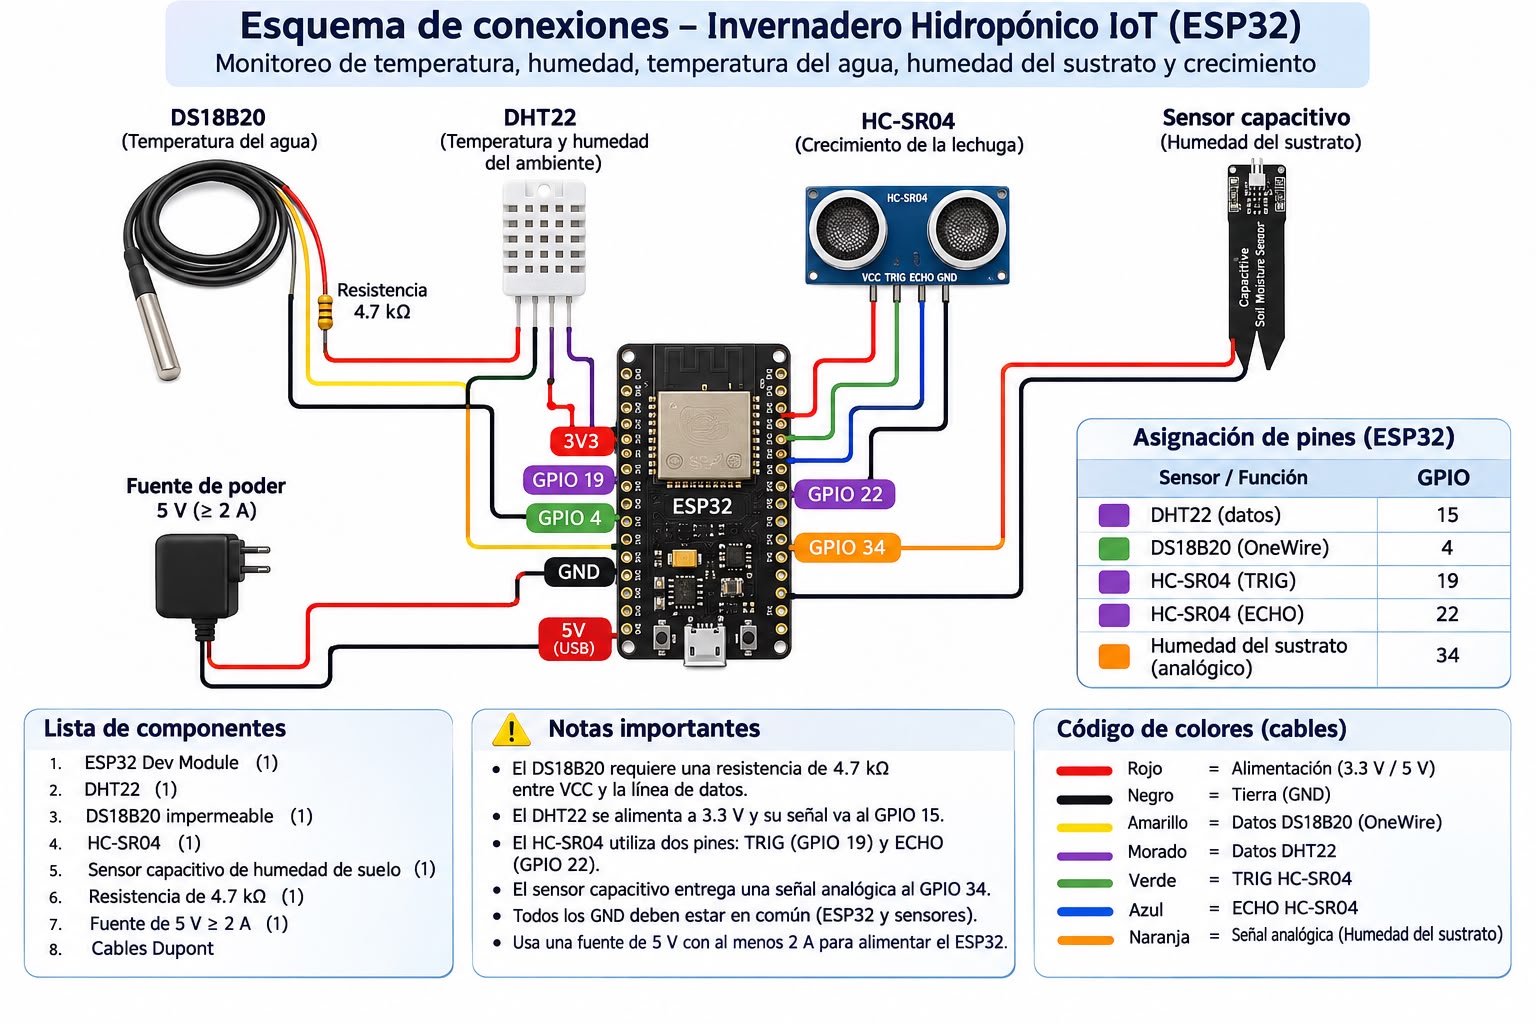 Esquema de conexiones – Invernadero Hidropónico IoT (ESP32)
Monitoreo de temperatura, humedad, temperatura del agua, humedad del sustrato y crecimiento
DS18B20
(Temperatura del agua)
DHT22
(Temperatura y humedad
del ambiente)
HC-SR04
(Crecimiento de la lechuga)
Sensor capacitivo
(Humedad del sustrato)
HC-SR04
VCC TRIG ECHO GND
Capacitive
Soil Moisture Sensor
Resistencia
4.7 kΩ
3V3
GPIO 19
GPIO 4
GND
5V
(USB)
ESP32
GPIO 22
GPIO 34
Fuente de poder
5 V (≥ 2 A)
Asignación de pines (ESP32)
Sensor / Función GPIO
DHT22 (datos) 15
DS18B20 (OneWire) 4
HC-SR04 (TRIG) 19
HC-SR04 (ECHO) 22
Humedad del sustrato
(analógico) 34
Lista de componentes
1. ESP32 Dev Module (1)
2. DHT22 (1)
3. DS18B20 impermeable (1)
4. HC-SR04 (1)
5. Sensor capacitivo de humedad de suelo (1)
6. Resistencia de 4.7 kΩ (1)
7. Fuente de 5 V ≥ 2 A (1)
8. Cables Dupont
Notas importantes
• El DS18B20 requiere una resistencia de 4.7 kΩ
entre VCC y la línea de datos.
• El DHT22 se alimenta a 3.3 V y su señal va al GPIO 15.
• El HC-SR04 utiliza dos pines: TRIG (GPIO 19) y ECHO
(GPIO 22).
• El sensor capacitivo entrega una señal analógica al GPIO 34.
• Todos los GND deben estar en común (ESP32 y sensores).
• Usa una fuente de 5 V con al menos 2 A para alimentar el ESP32.
Código de colores (cables)
Rojo = Alimentación (3.3 V / 5 V)
Negro = Tierra (GND)
Amarillo = Datos DS18B20 (OneWire)
Morado = Datos DHT22
Verde = TRIG HC-SR04
Azul = ECHO HC-SR04
Naranja = Señal analógica (Humedad del sustrato)